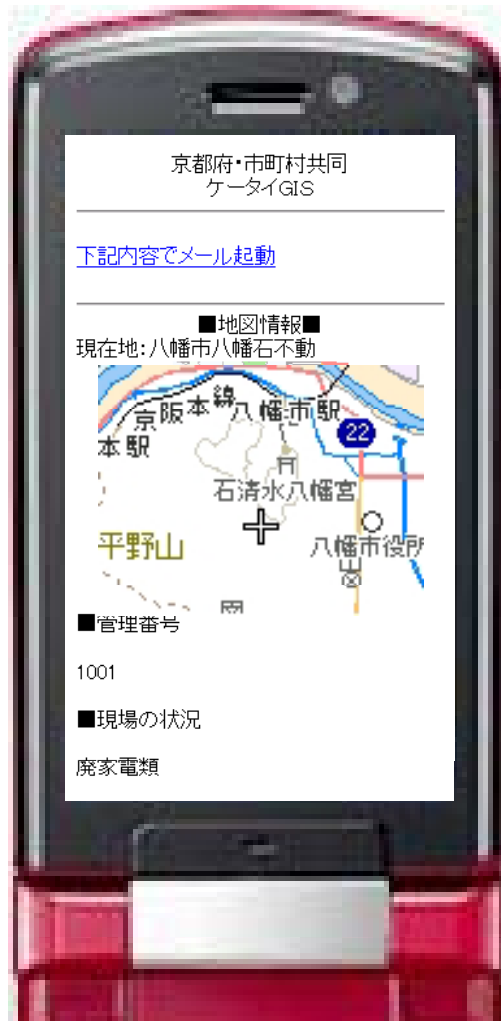 京都府・市町村共同
ケータイGIS
下記内容でメール起動
■地図情報■
現在地:八幡市八幡石不動
京阪本線
八幡市駅
本駅
22
石清水八幡宮
平野山
八幡市役所
■管理番号
1001
■現場の状況
廃家電類